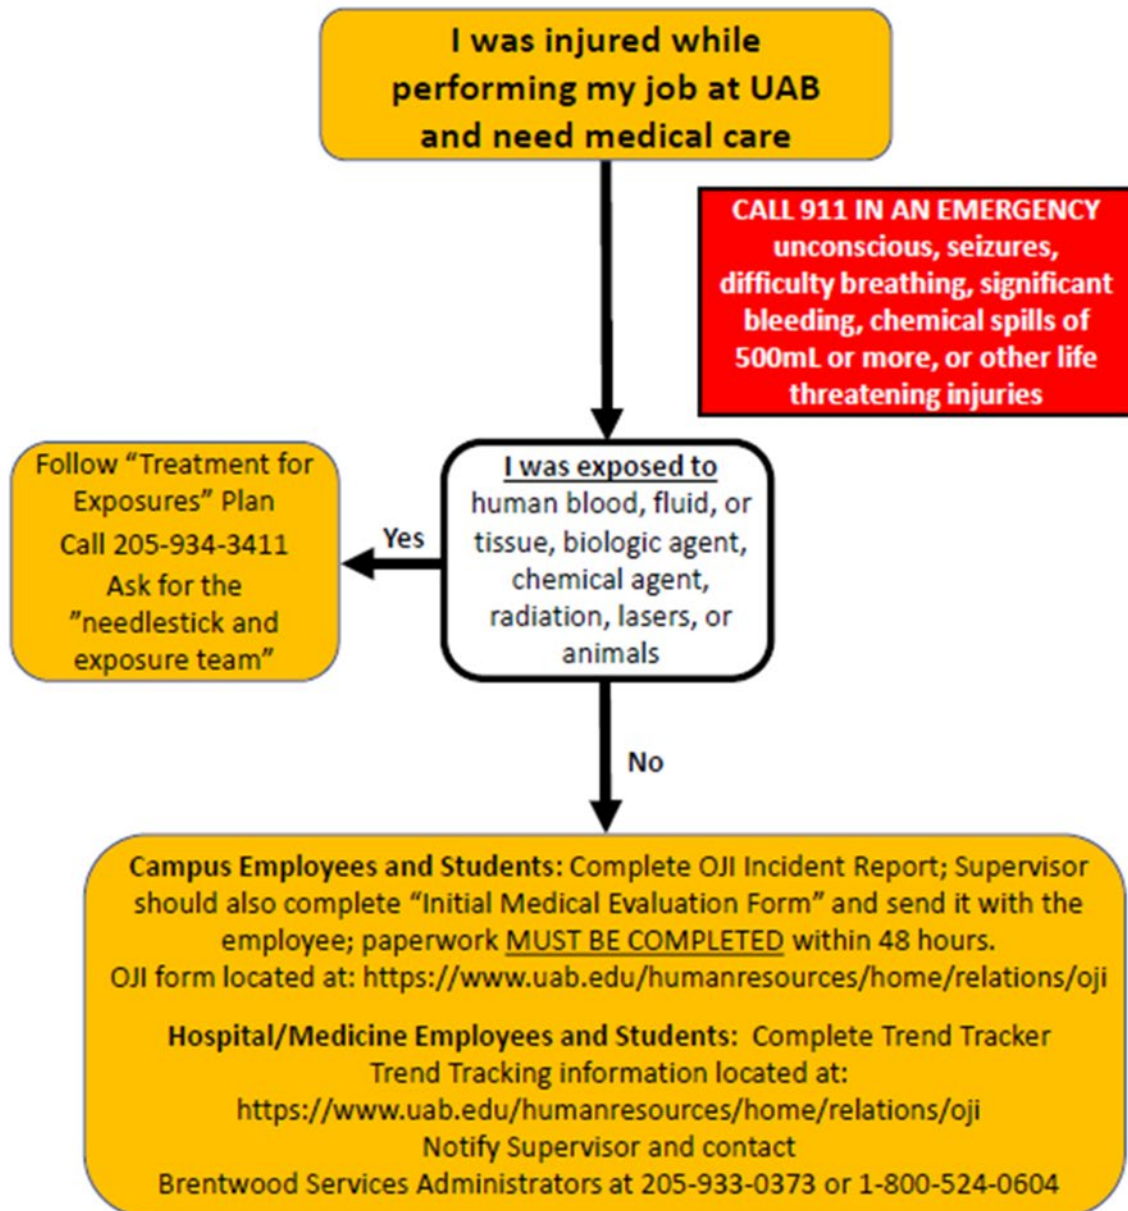 I was injured while
performing my job at UAB
and need medical care
CALL 911 IN AN EMERGENCY
unconscious, seizures,
difficulty breathing, significant
bleeding, chemical spills of
500mL or more, or other life
threatening injuries
I was exposed to
human blood, fluid, or
tissue, biologic agent,
chemical agent,
radiation, lasers, or
animals
Yes
Follow “Treatment for
Exposures” Plan
Call 205-934-3411
Ask for the
”needlestick and
exposure team”
No
Campus Employees and Students: Complete OJI Incident Report; Supervisor
should also complete “Initial Medical Evaluation Form” and send it with the
employee; paperwork MUST BE COMPLETED within 48 hours.
OJI form located at: https://www.uab.edu/humanresources/home/relations/oji
Hospital/Medicine Employees and Students: Complete Trend Tracker
Trend Tracking information located at:
https://www.uab.edu/humanresources/home/relations/oji
Notify Supervisor and contact
Brentwood Services Administrators at 205-933-0373 or 1-800-524-0604